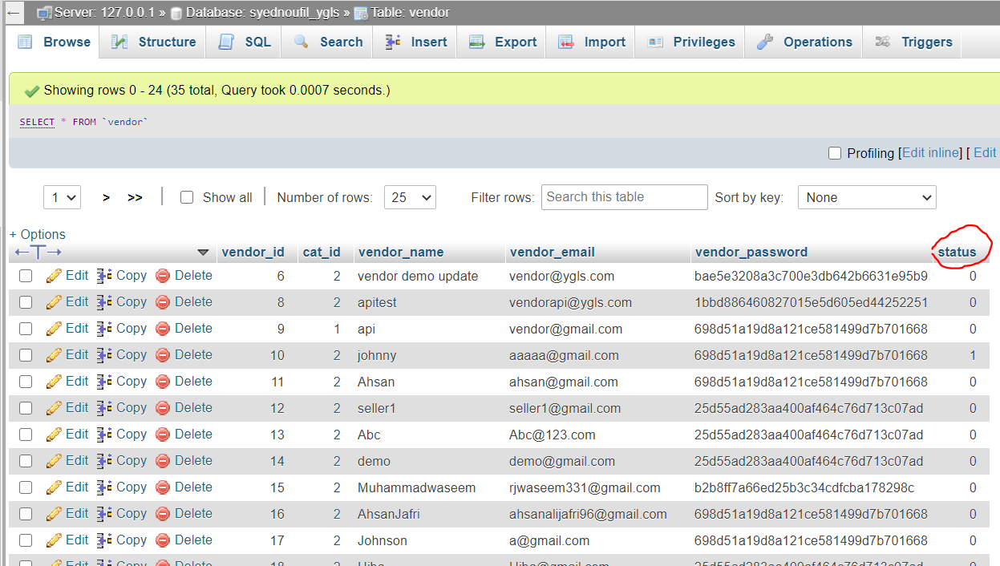 ← Server: 127.0.0.1 » Database: syednoufil_ygls » Table: vendor
Browse Structure SQL Search Insert Export Import Privileges Operations Triggers
Showing rows 0 - 24 (35 total, Query took 0.0007 seconds.)
SELECT * FROM `vendor`
Profiling [Edit inline] [ Edit
1 > >> | Show all | Number of rows: 25 Filter rows: Search this table Sort by key: None
+ Options
←T→ vendor_id cat_id vendor_name vendor_email vendor_password status
Edit Copy Delete 6 2 vendor demo update vendor@ygls.com bae5e3208a3c700e3db642b6631e95b9 0
Edit Copy Delete 8 2 apitest vendorapi@ygls.com 1bbd886460827015e5d605ed44252251 0
Edit Copy Delete 9 1 api vendor@gmail.com 698d51a19d8a121ce581499d7b701668 0
Edit Copy Delete 10 2 johnny aaaaa@gmail.com 698d51a19d8a121ce581499d7b701668 1
Edit Copy Delete 11 2 Ahsan ahsan@gmail.com 698d51a19d8a121ce581499d7b701668 0
Edit Copy Delete 12 2 seller1 seller1@gmail.com 25d55ad283aa400af464c76d713c07ad 0
Edit Copy Delete 13 2 Abc Abc@123.com 25d55ad283aa400af464c76d713c07ad 0
Edit Copy Delete 14 2 demo demo@gmail.com 25d55ad283aa400af464c76d713c07ad 0
Edit Copy Delete 15 2 Muhammadwaseem rjwaseem331@gmail.com b2b8ff7a66ed25b3c34cdfcba178298c 0
Edit Copy Delete 16 2 AhsanJafri ahsanalijafri96@gmail.com 698d51a19d8a121ce581499d7b701668 0
Edit Copy Delete 17 2 Johnson a@gmail.com 698d51a19d8a121ce581499d7b701668 0
Edit Copy Delete 18 2